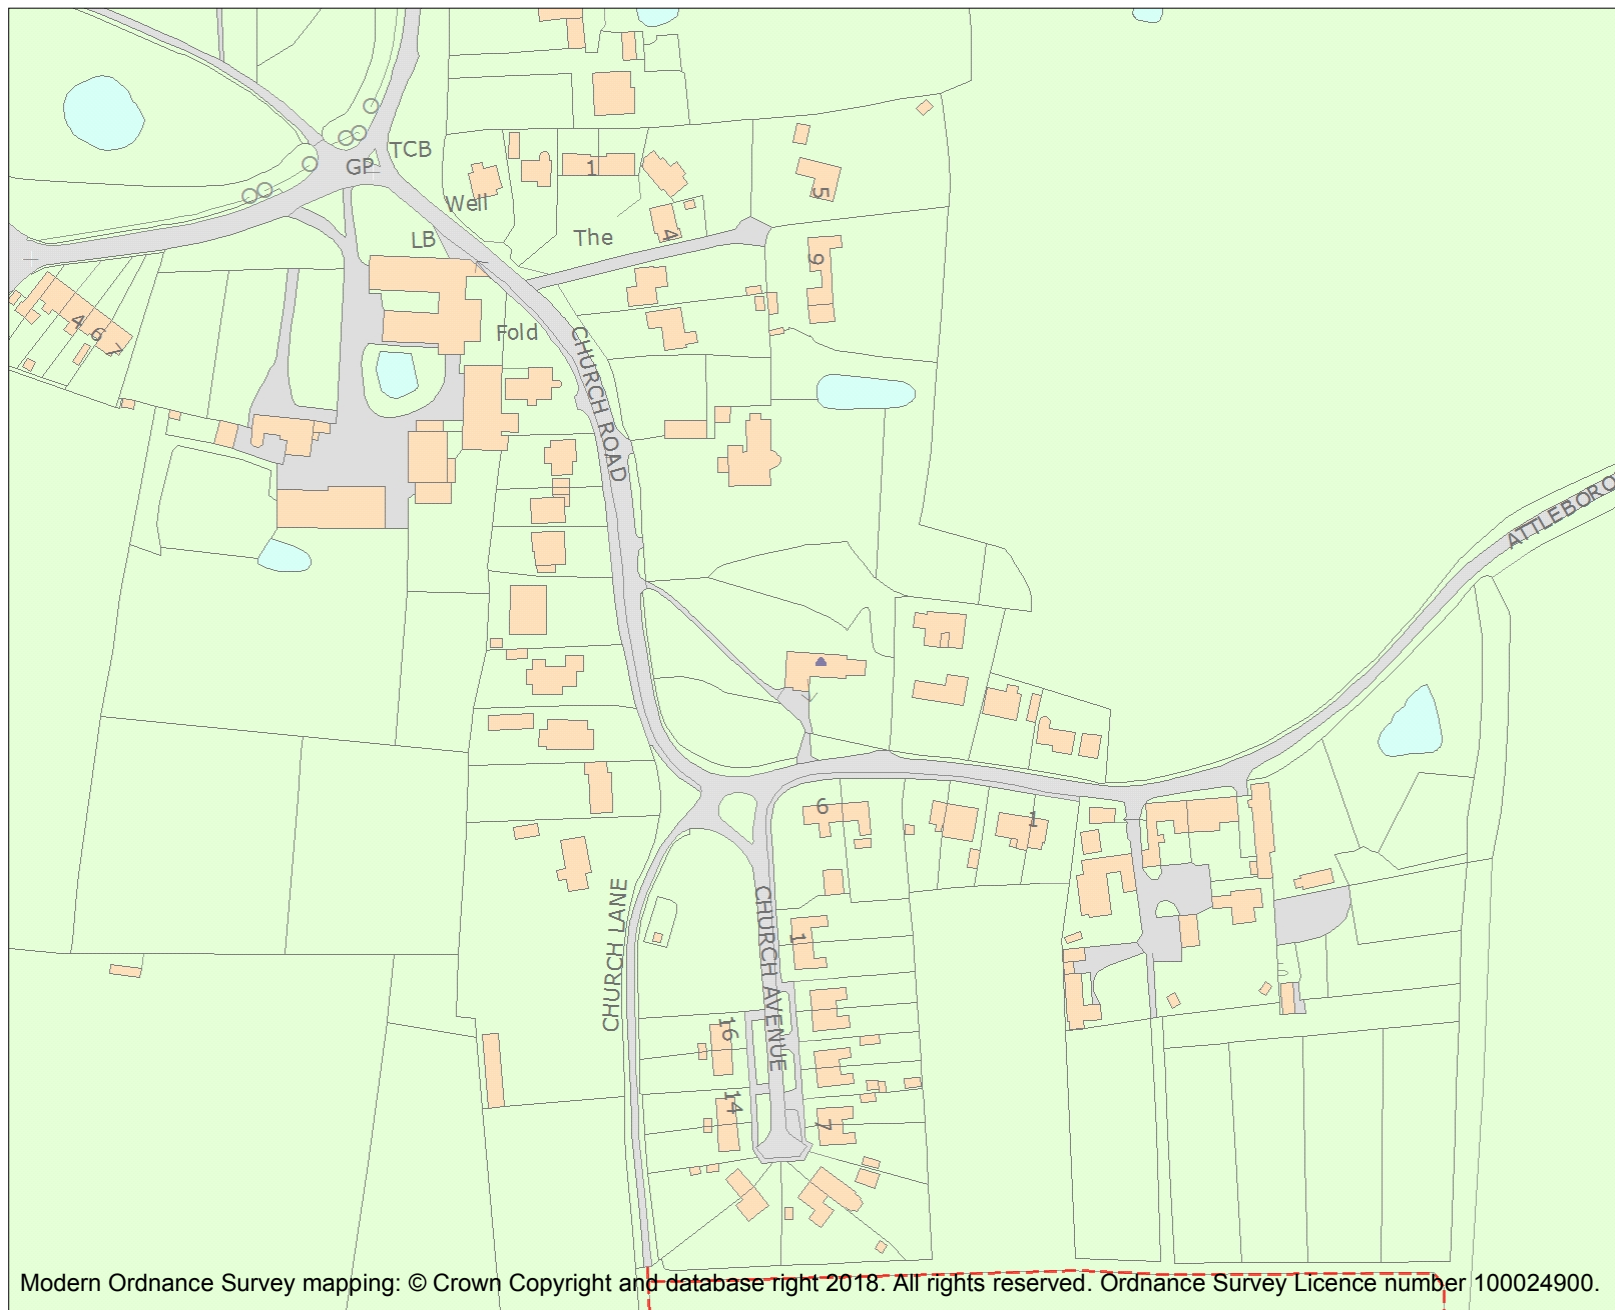 TCB
GP
1
Well
5
LB
The
4
9
4 6 7
Fold
CHURCH ROAD
ATTLEBORO
6
1
CHURCH LANE
CHURCH AVENUE
1
16
14
7
Modern Ordnance Survey mapping: © Crown Copyright and database right 2018. All rights reserved. Ordnance Survey Licence number 100024900.